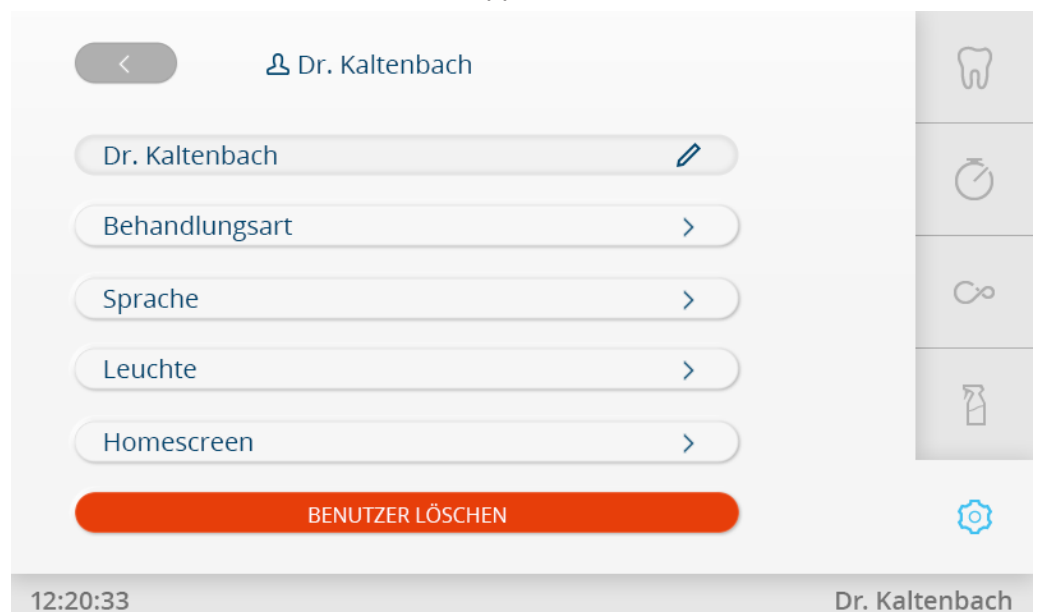 Dr. Kaltenbach
Dr. Kaltenbach
Behandlungsart
Sprache
Leuchte
Homescreen
BENUTZER LÖSCHEN
12:20:33 Dr. Kaltenbach